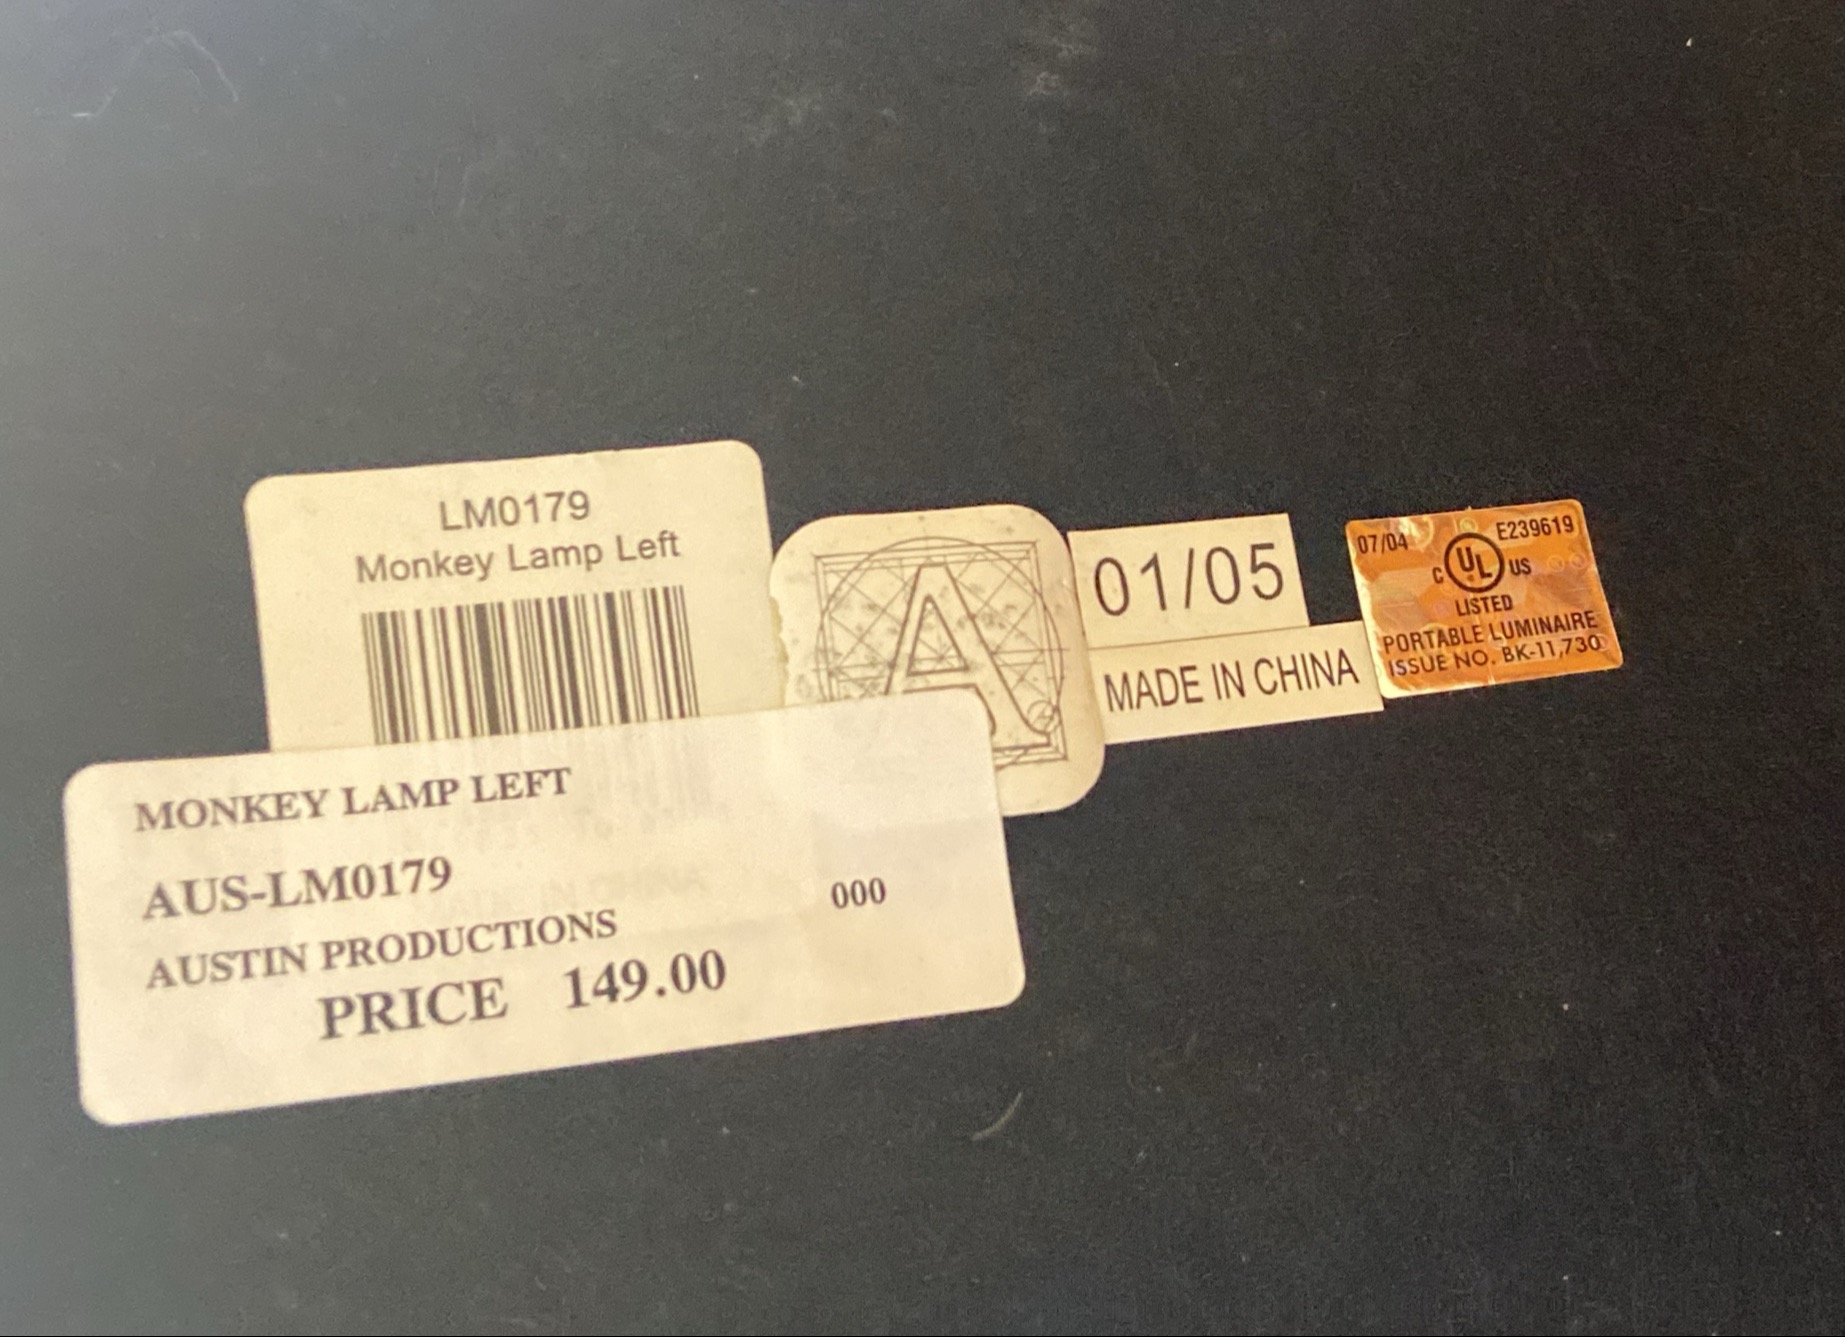 LM0179
Monkey Lamp Left
A
01/05
MADE IN CHINA
07/04 E239619
C UL US
LISTED
PORTABLE LUMINAIRE
ISSUE NO. BK-11,730
MONKEY LAMP LEFT
AUS-LM0179
000
AUSTIN PRODUCTIONS
PRICE 149.00